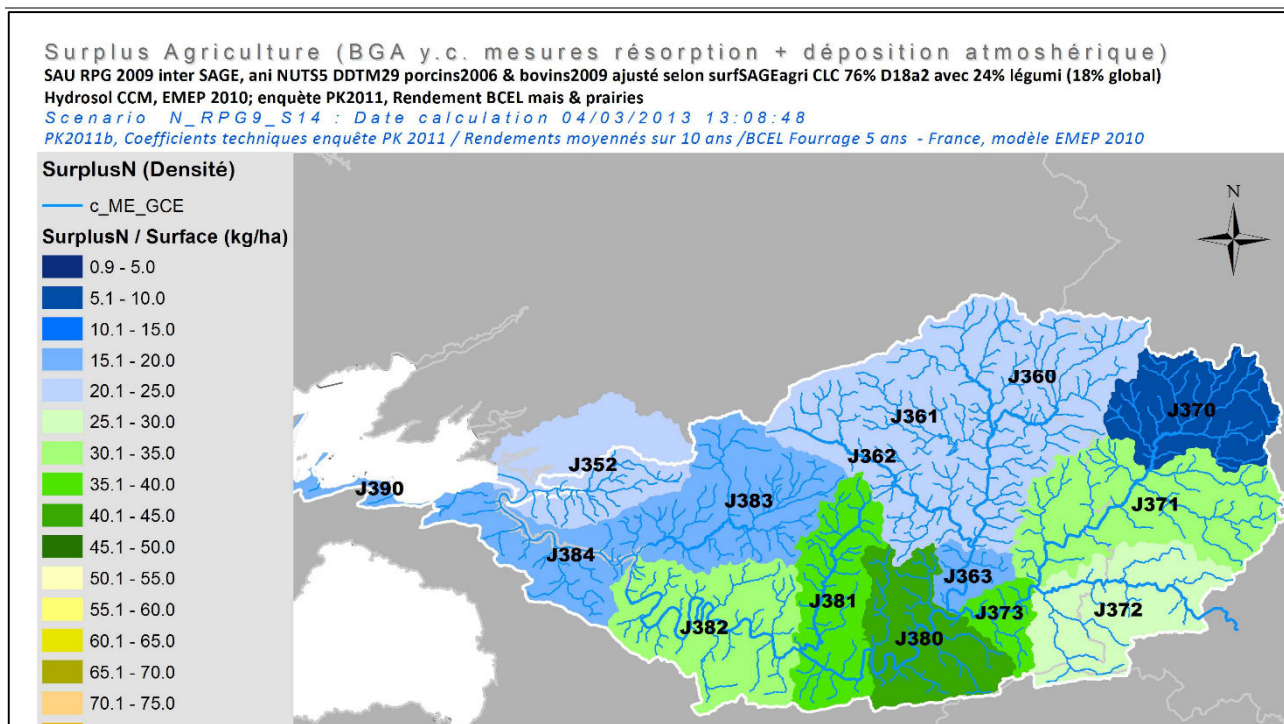 Surplus Agriculture (BGA y.c. mesures résorption + déposition atmoshérique)
SAU RPG 2009 inter SAGE, ani NUTS5 DDTM29 porcins2006 & bovins2009 ajusté selon surfSAGEagri CLC 76% D18a2 avec 24% légumi (18% global)
Hydrosol CCM, EMEP 2010; enquète PK2011, Rendement BCEL mais & prairies
Scenario N_RPG9_S14 : Date calculation 04/03/2013 13:08:48
PK2011b, Coefficients techniques enquête PK 2011 / Rendements moyennés sur 10 ans /BCEL Fourrage 5 ans - France, modèle EMEP 2010
SurplusN (Densité)
c_ME_GCE
SurplusN / Surface (kg/ha)
0.9 - 5.0
5.1 - 10.0
10.1 - 15.0
15.1 - 20.0
20.1 - 25.0
25.1 - 30.0
30.1 - 35.0
35.1 - 40.0
40.1 - 45.0
45.1 - 50.0
50.1 - 55.0
55.1 - 60.0
60.1 - 65.0
65.1 - 70.0
70.1 - 75.0
N
J360
J370
J361
J362
J352
J390
J383
J371
J384
J363
J381
J373
J372
J382
J380